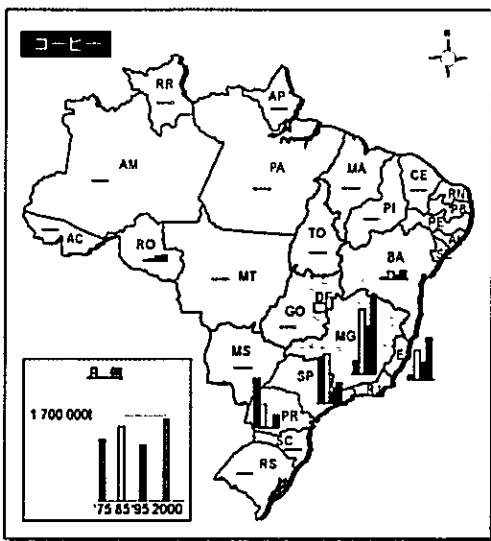 コーヒー
RR
AP
AM
PA
MA
CE
RN
PB
PE
PI
AC
RO
TO
BA
MT
DF
GO
MG
MS
SP
RJ
PR
SC
RS
凡例
1 700 000t
'75 85 '95 2000